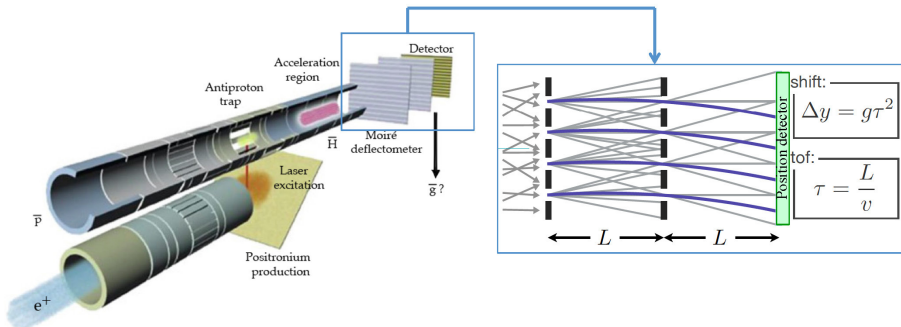 Detector
Acceleration
region
Antiproton
trap
H̅
Moiré
deflectometer
g̅ ?
Laser
excitation
p̅
Positronium
production
e⁺
shift:
Δy = gτ²
tof:
τ = L/v
Position detector
L
L